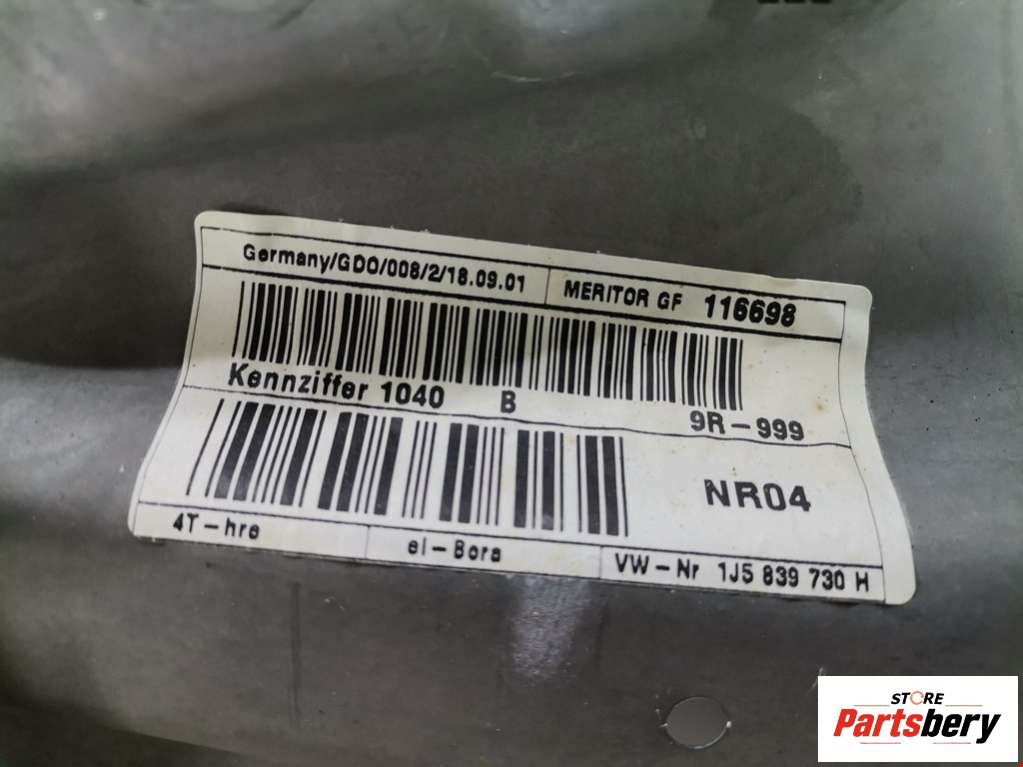 Germany/GDO/008/2/18.09.01 MERITOR GF 116698
Kennziffer 1040 B 9R-999
NR04
4T-hre el-Bora VW-Nr 1J5 839 730 H
STORE
Partsbery